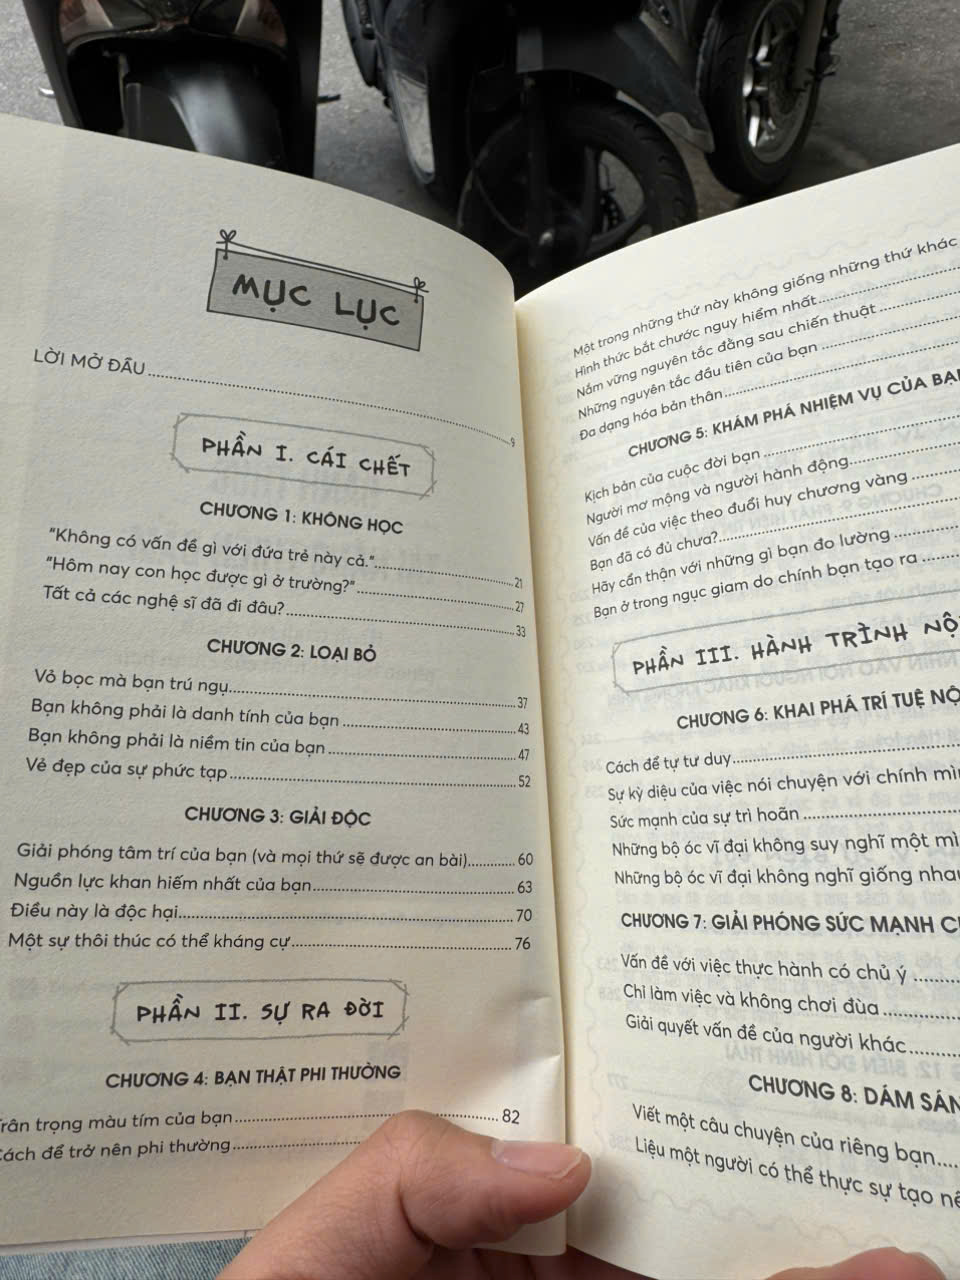 MỤC LỤC
LỜI MỞ ĐẦU 9
PHẦN I. CÁI CHẾT
CHƯƠNG 1: KHÔNG HỌC
"Không có vấn đề gì với đứa trẻ này cả." 21
"Hôm nay con học được gì ở trường?" 27
Tất cả các nghệ sĩ đã đi đâu? 33
CHƯƠNG 2: LOẠI BỎ
Vỏ bọc mà bạn trú ngụ 37
Bạn không phải là danh tính của bạn 43
Bạn không phải là niềm tin của bạn 47
Vẻ đẹp của sự phức tạp 52
CHƯƠNG 3: GIẢI ĐỘC
Giải phóng tâm trí của bạn (và mọi thứ sẽ được an bài) 60
Nguồn lực khan hiếm nhất của bạn 63
Điều này là độc hại 70
Một sự thôi thúc có thể kháng cự 76
PHẦN II. SỰ RA ĐỜI
CHƯƠNG 4: BẠN THẬT PHI THƯỜNG
Trân trọng màu tím của bạn 82
Cách để trở nên phi thường
Một trong những thứ này không giống những thứ khác
Hình thức bắt chước nguy hiểm nhất
Nắm vững nguyên tắc đằng sau chiến thuật
Những nguyên tắc đầu tiên của bạn
Đa dạng hóa bản thân
CHƯƠNG 5: KHÁM PHÁ NHIỆM VỤ CỦA BẠN
Kịch bản của cuộc đời bạn
Người mơ mộng và người hành động
Vấn đề của việc theo đuổi huy chương vàng
Bạn đã có đủ chưa?
Hãy cẩn thận với những gì bạn đo lường
Bạn ở trong ngục giam do chính bạn tạo ra
PHẦN III. HÀNH TRÌNH
CHƯƠNG 6: KHAI PHÁ TRÍ TUỆ
Cách để tự tư duy
Sự kỳ diệu của việc nói chuyện với chính
Sức mạnh của sự trì hoãn
Những bộ óc vĩ đại không suy nghĩ một
Những bộ óc vĩ đại không nghĩ giống
CHƯƠNG 7: GIẢI PHÓNG SỨC MẠNH
Vấn đề với việc thực hành có chủ ý
Chỉ làm việc và không chơi đùa
Giải quyết vấn đề của người khác
CHƯƠNG 8: DÁM
Viết một câu chuyện của riêng bạn
Liệu một người có thể thực sự tạo